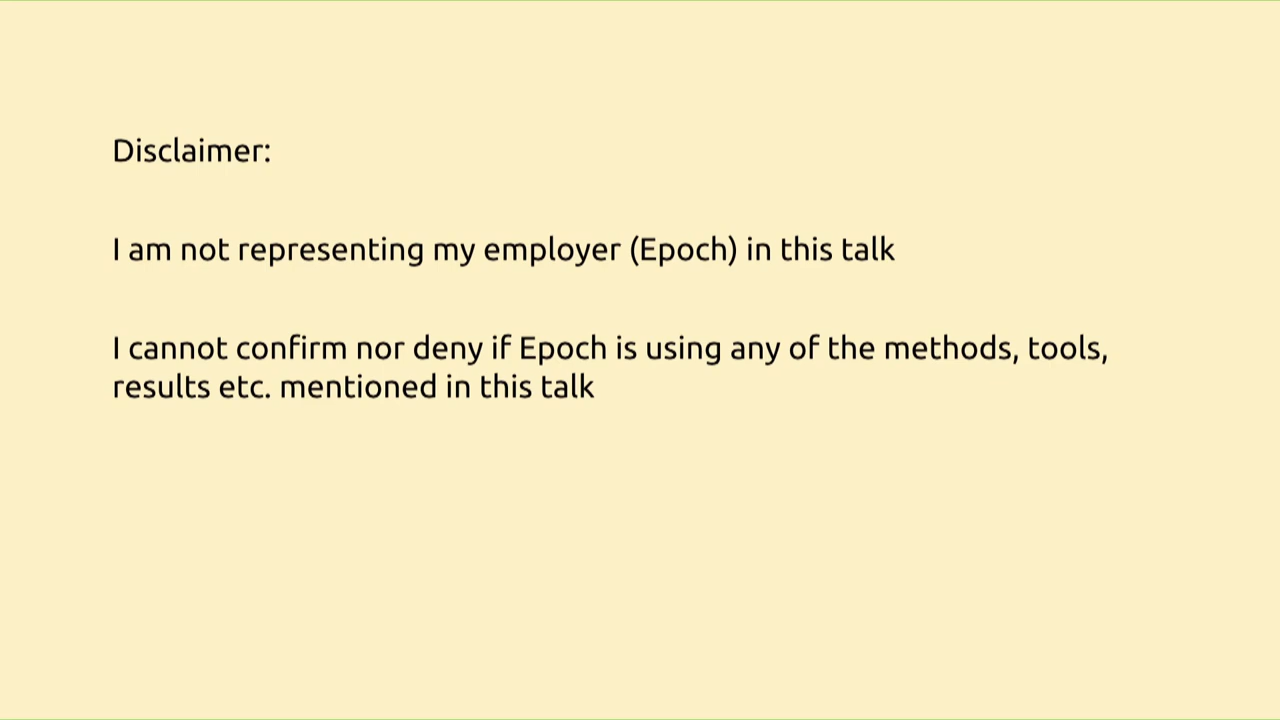 Disclaimer:
I am not representing my employer (Epoch) in this talk
I cannot confirm nor deny if Epoch is using any of the methods, tools,
results etc. mentioned in this talk